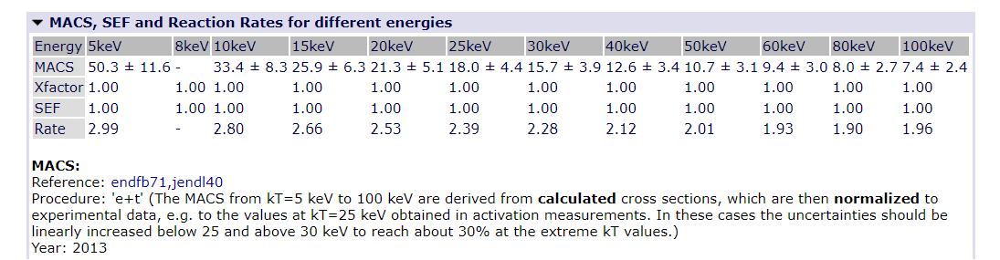 ▼ MACS, SEF and Reaction Rates for different energies
Energy 5keV 8keV 10keV 15keV 20keV 25keV 30keV 40keV 50keV 60keV 80keV 100keV
MACS 50.3 ± 11.6 - 33.4 ± 8.3 25.9 ± 6.3 21.3 ± 5.1 18.0 ± 4.4 15.7 ± 3.9 12.6 ± 3.4 10.7 ± 3.1 9.4 ± 3.0 8.0 ± 2.7 7.4 ± 2.4
Xfactor 1.00 1.00 1.00 1.00 1.00 1.00 1.00 1.00 1.00 1.00 1.00 1.00
SEF 1.00 1.00 1.00 1.00 1.00 1.00 1.00 1.00 1.00 1.00 1.00 1.00
Rate 2.99 - 2.80 2.66 2.53 2.39 2.28 2.12 2.01 1.93 1.90 1.96
MACS:
Reference: endfb71,jendl40
Procedure: 'e+t' (The MACS from kT=5 keV to 100 keV are derived from calculated cross sections, which are then normalized to
experimental data, e.g. to the values at kT=25 keV obtained in activation measurements. In these cases the uncertainties should be
linearly increased below 25 and above 30 keV to reach about 30% at the extreme kT values.)
Year: 2013